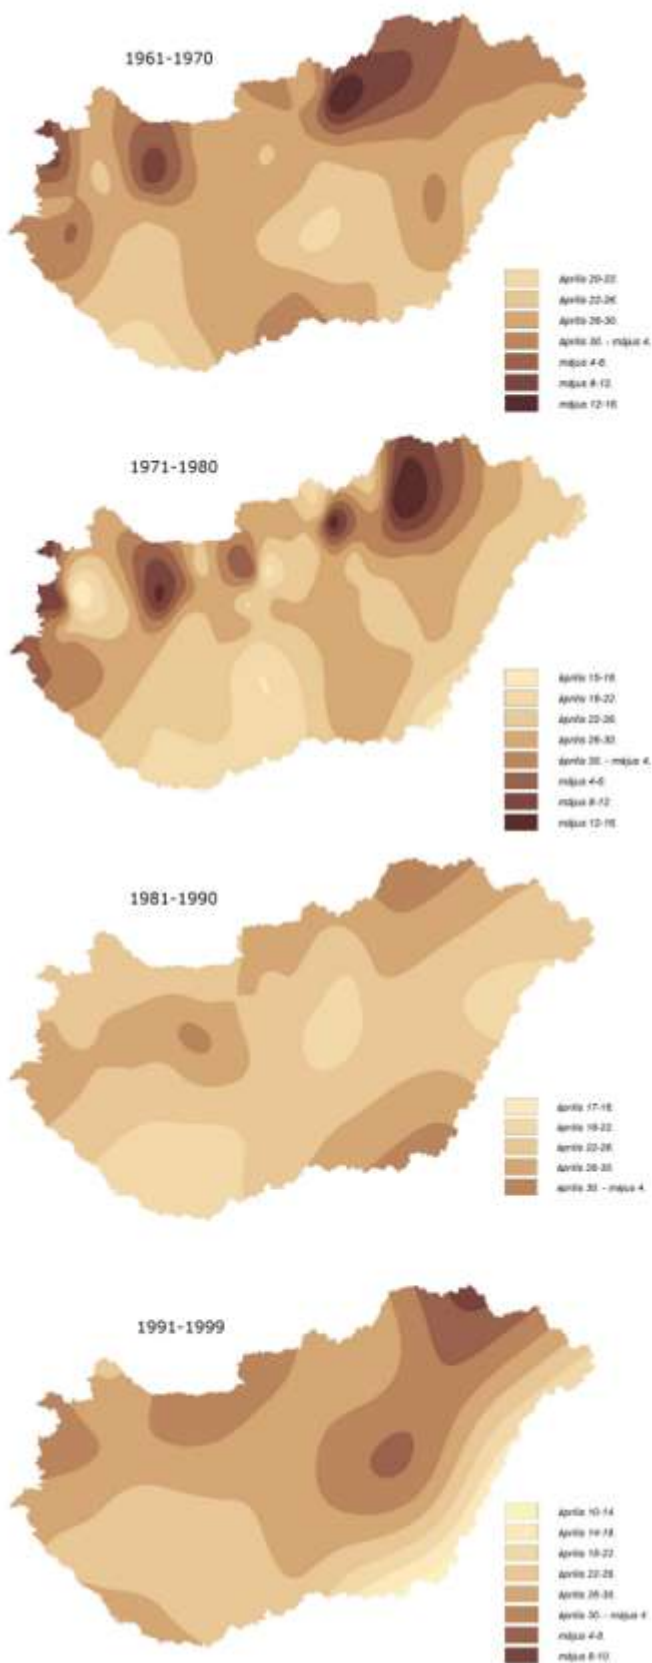 1961-1970
április 20-22.
április 22-26.
április 26-30.
április 30. - május 4.
május 4-8.
május 8-12.
május 12-16.
1971-1980
április 15-18.
április 18-22.
április 22-26.
április 26-30.
április 30. - május 4.
május 4-8.
május 8-12.
május 12-16.
1981-1990
április 17-18.
április 18-22.
április 22-26.
április 26-30.
április 30. - május 4.
1991-1999
április 10-14.
április 14-18.
április 18-22.
április 22-26.
április 26-30.
április 30. - május 4.
május 4-8.
május 8-10.